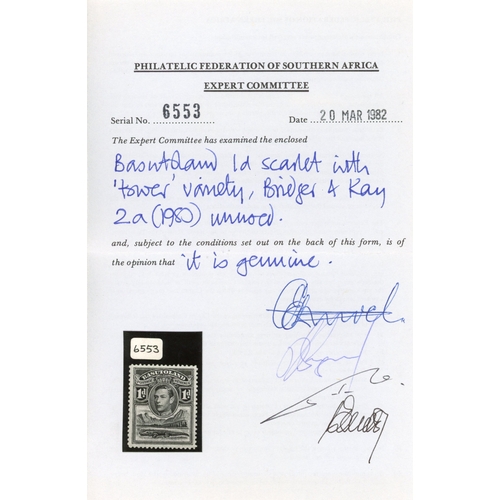 PHILATELIC FEDERATION OF SOUTHERN AFRICA
EXPERT COMMITTEE
Serial No. 6553 Date 20 MAR 1982
The Expert Committee has examined the enclosed
Basutoland 1d scarlet with
'tower' variety, Bridger & Kay
2a (1980) unused.
and, subject to the conditions set out on the back of this form, is of
the opinion that it is genuine.
6553
BASUTOLAND
1d 1d